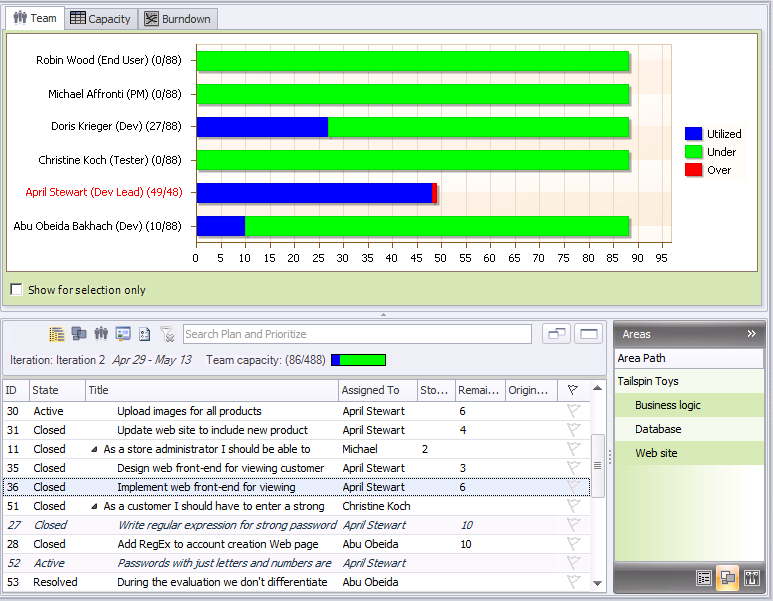 Team Capacity Burndown
Robin Wood (End User) (0/88)
Michael Affronti (PM) (0/88)
Doris Krieger (Dev) (27/88)
Christine Koch (Tester) (0/88)
April Stewart (Dev Lead) (49/48)
Abu Obeida Bakhach (Dev) (10/88)
0 5 10 15 20 25 30 35 40 45 50 55 60 65 70 75 80 85 90 95
Utilized
Under
Over
Show for selection only
Search Plan and Prioritize
Iteration: Iteration 2 Apr 29 - May 13 Team capacity: (86/488)
ID State Title Assigned To Sto... Remai... Origin...
30 Active Upload images for all products April Stewart 6
31 Closed Update web site to include new product April Stewart 4
11 Closed As a store administrator I should be able to Michael 2
35 Closed Design web front-end for viewing customer April Stewart 3
36 Closed Implement web front-end for viewing April Stewart 6
51 Closed As a customer I should have to enter a strong Christine Koch
27 Closed Write regular expression for strong password April Stewart 10
28 Closed Add RegEx to account creation Web page Abu Obeida 10
52 Active Passwords with just letters and numbers are April Stewart
53 Resolved During the evaluation we don't differentiate Abu Obeida
Areas
Area Path
Tailspin Toys
Business logic
Database
Web site